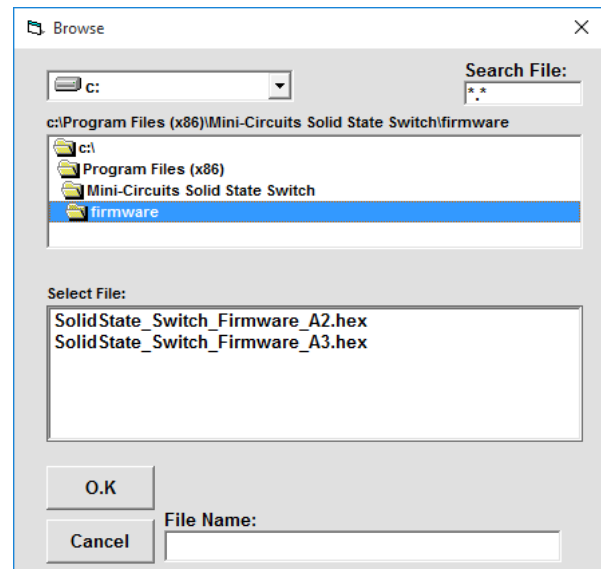 Browse
c:
Search File:
*.*
c:\Program Files (x86)\Mini-Circuits Solid State Switch\firmware
c:\
Program Files (x86)
Mini-Circuits Solid State Switch
firmware
Select File:
SolidState_Switch_Firmware_A2.hex
SolidState_Switch_Firmware_A3.hex
O.K
File Name:
Cancel